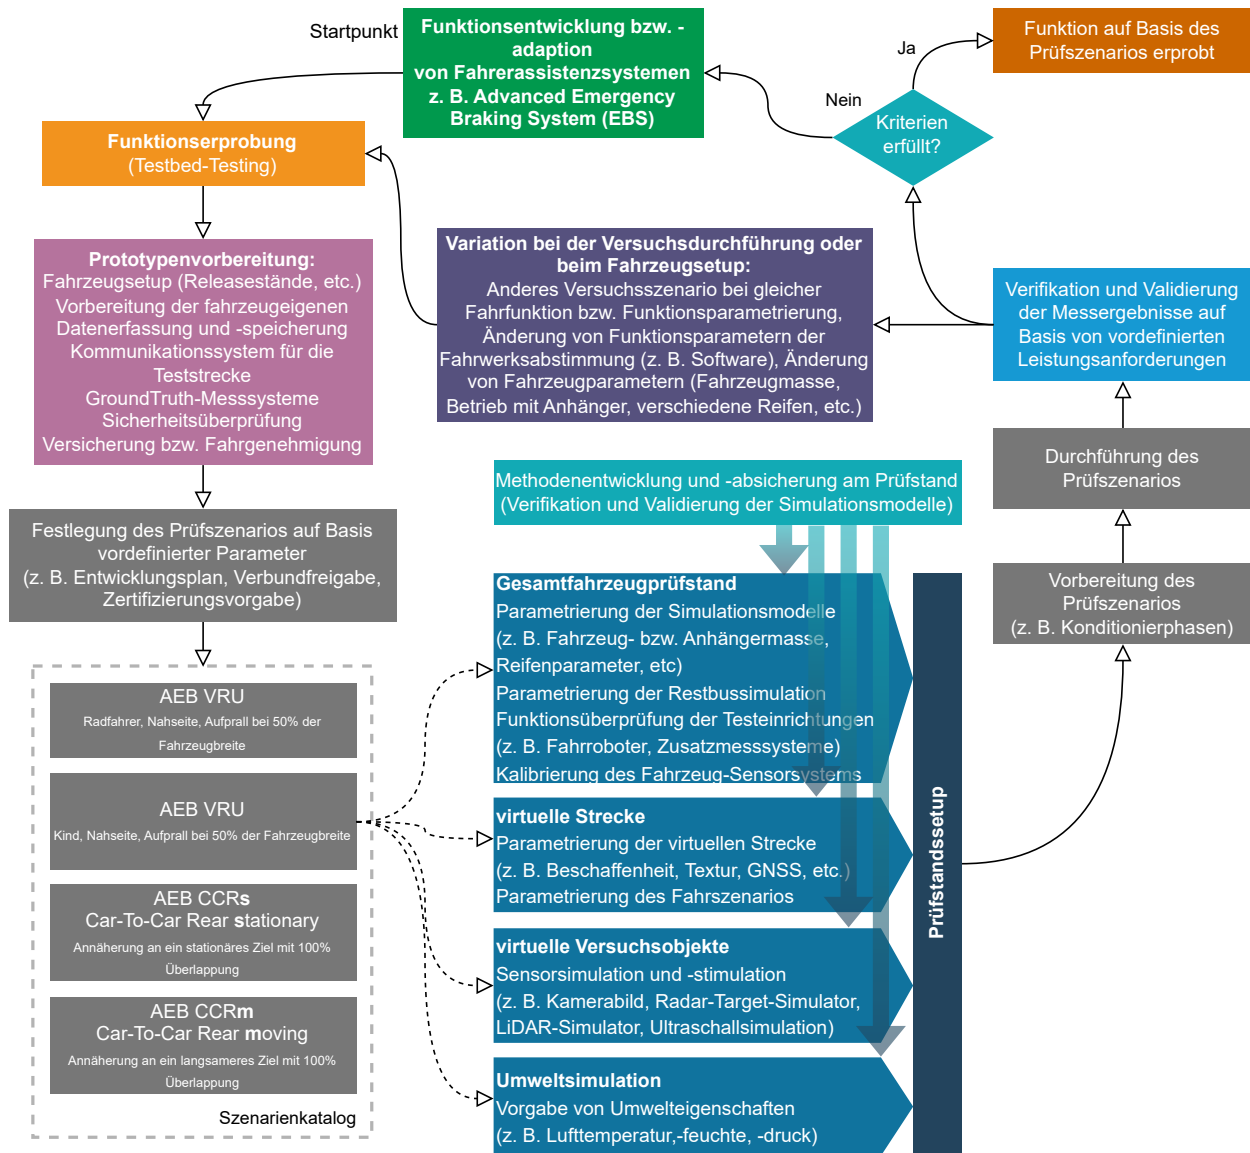 Startpunkt
Funktionsentwicklung bzw. -
adaption
von Fahrerassistenzsystemen
z. B. Advanced Emergency
Braking System (EBS)
Funktion auf Basis des
Prüfszenarios erprobt
Ja
Nein
Kriterien
erfüllt?
Funktionserprobung
(Testbed-Testing)
Prototypenvorbereitung:
Fahrzeugsetup (Releasestände, etc.)
Vorbereitung der fahrzeugeigenen
Datenerfassung und -speicherung
Kommunikationssystem für die
Teststrecke
GroundTruth-Messsysteme
Sicherheitsüberprüfung
Versicherung bzw. Fahrgenehmigung
Variation bei der Versuchsdurchführung oder
beim Fahrzeugsetup:
Anderes Versuchsszenario bei gleicher
Fahrfunktion bzw. Funktionsparametrierung,
Änderung von Funktionsparametern der
Fahrwerksabstimmung (z. B. Software), Änderung
von Fahrzeugparametern (Fahrzeugmasse,
Betrieb mit Anhänger, verschiedene Reifen, etc.)
Verifikation und Validierung
der Messergebnisse auf
Basis von vordefinierten
Leistungsanforderungen
Durchführung des
Prüfszenarios
Vorbereitung des
Prüfszenarios
(z. B. Konditionierphasen)
Festlegung des Prüfszenarios auf Basis
vordefinierter Parameter
(z. B. Entwicklungsplan, Verbundfreigabe,
Zertifizierungsvorgabe)
Methodenentwicklung und -absicherung am Prüfstand
(Verifikation und Validierung der Simulationsmodelle)
AEB VRU
Radfahrer, Nahseite, Aufprall bei 50% der
Fahrzeugbreite
AEB VRU
Kind, Nahseite, Aufprall bei 50% der Fahrzeugbreite
AEB CCRs
Car-To-Car Rear stationary
Annäherung an ein stationäres Ziel mit 100%
Überlappung
AEB CCRm
Car-To-Car Rear moving
Annäherung an ein langsameres Ziel mit 100%
Überlappung
Szenarienkatalog
Gesamtfahrzeugprüfstand
Parametrierung der Simulationsmodelle
(z. B. Fahrzeug- bzw. Anhängermasse,
Reifenparameter, etc)
Parametrierung der Restbussimulation
Funktionsüberprüfung der Testeinrichtungen
(z. B. Fahrroboter, Zusatzmesssysteme)
Kalibrierung des Fahrzeug-Sensorsystems
virtuelle Strecke
Parametrierung der virtuellen Strecke
(z. B. Beschaffenheit, Textur, GNSS, etc.)
Parametrierung des Fahrszenarios
virtuelle Versuchsobjekte
Sensorsimulation und -stimulation
(z. B. Kamerabild, Radar-Target-Simulator,
LiDAR-Simulator, Ultraschallsimulation)
Umweltsimulation
Vorgabe von Umwelteigenschaften
(z. B. Lufttemperatur,-feuchte, -druck)
Prüfstandssetup